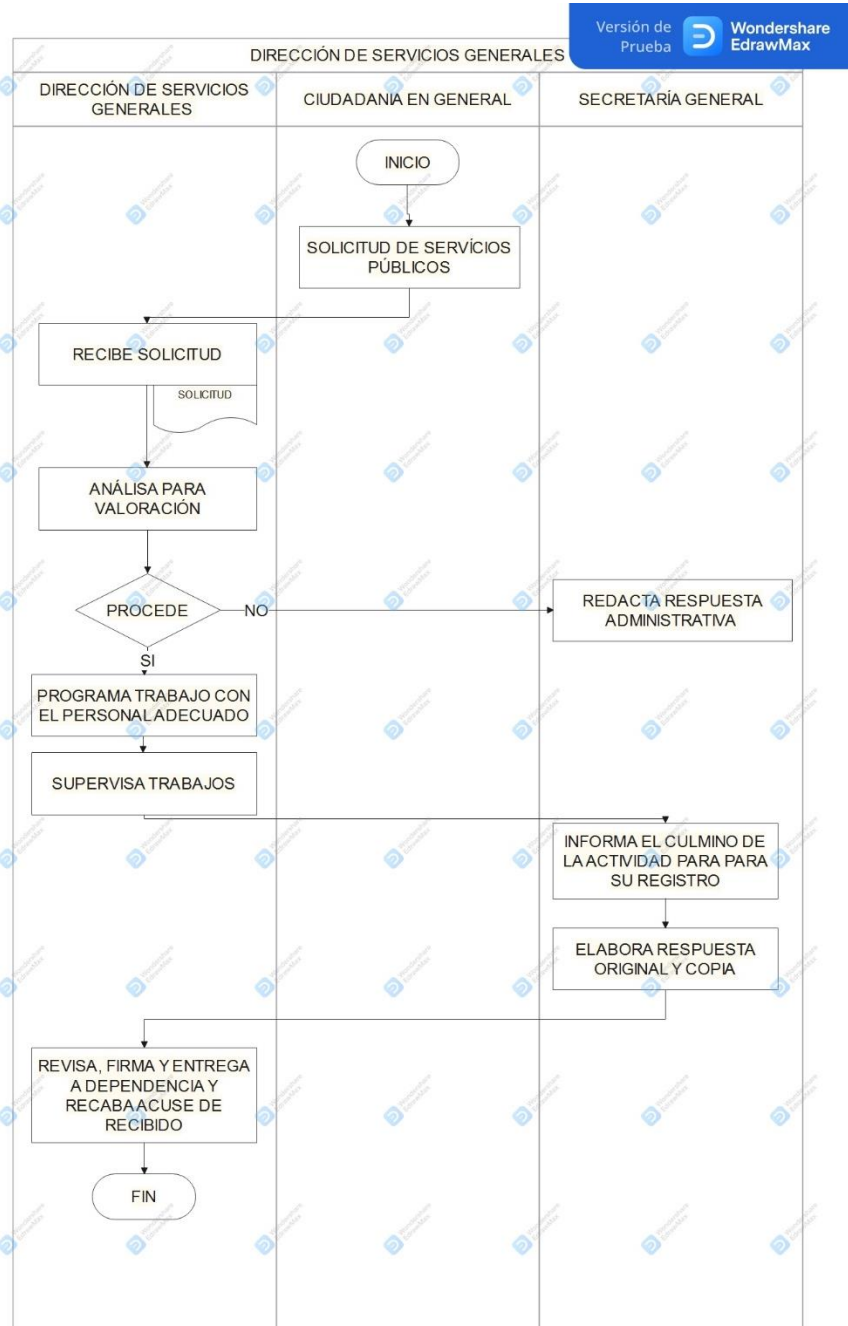 Versión de
Prueba
Wondershare
EdrawMax
DIRECCIÓN DE SERVICIOS GENERALES
DIRECCIÓN DE SERVICIOS
GENERALES
CIUDADANIA EN GENERAL
SECRETARÍA GENERAL
INICIO
SOLICITUD DE SERVÍCIOS
PÚBLICOS
RECIBE SOLICITUD
SOLICITUD
ANÁLISA PARA
VALORACIÓN
PROCEDE
NO
REDACTA RESPUESTA
ADMINISTRATIVA
SI
PROGRAMA TRABAJO CON
EL PERSONAL ADECUADO
SUPERVISA TRABAJOS
INFORMA EL CULMINO DE
LA ACTIVIDAD PARA PARA
SU REGISTRO
ELABORA RESPUESTA
ORIGINAL Y COPIA
REVISA, FIRMA Y ENTREGA
A DEPENDENCIA Y
RECABA ACUSE DE
RECIBIDO
FIN